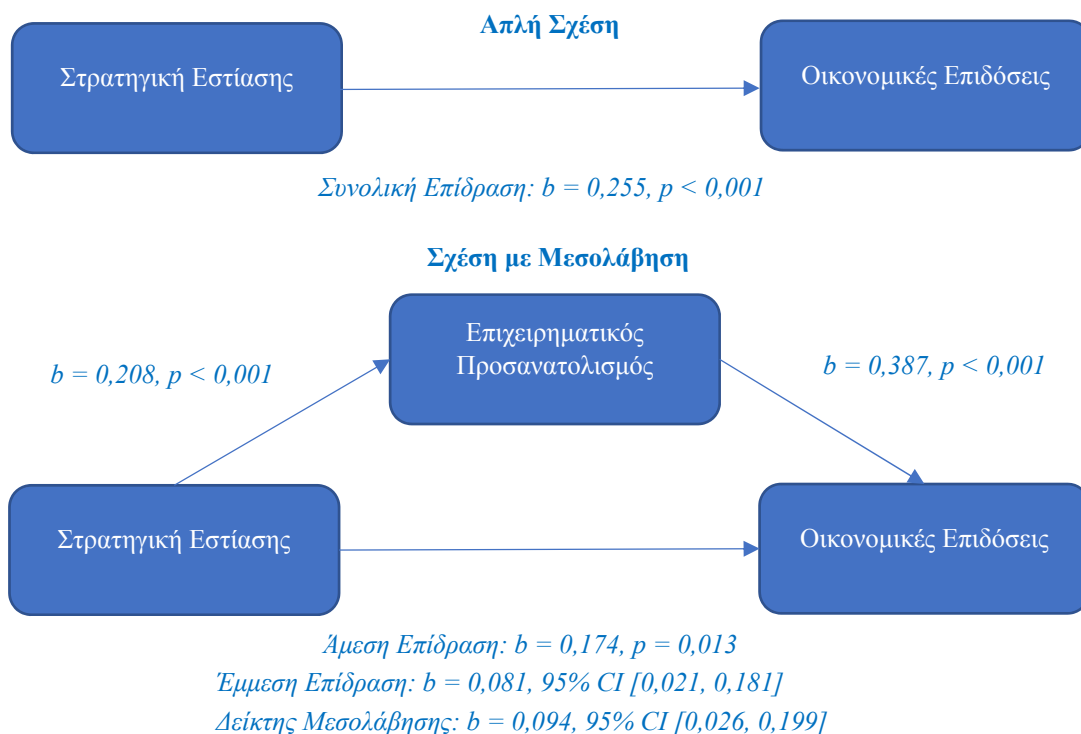 Απλή Σχέση
Στρατηγική Εστίασης
Οικονομικές Επιδόσεις
Συνολική Επίδραση: b = 0,255, p < 0,001
Σχέση με Μεσολάβηση
Επιχειρηματικός
Προσανατολισμός
b = 0,208, p < 0,001
b = 0,387, p < 0,001
Στρατηγική Εστίασης
Οικονομικές Επιδόσεις
Άμεση Επίδραση: b = 0,174, p = 0,013
Έμμεση Επίδραση: b = 0,081, 95% CI [0,021, 0,181]
Δείκτης Μεσολάβησης: b = 0,094, 95% CI [0,026, 0,199]